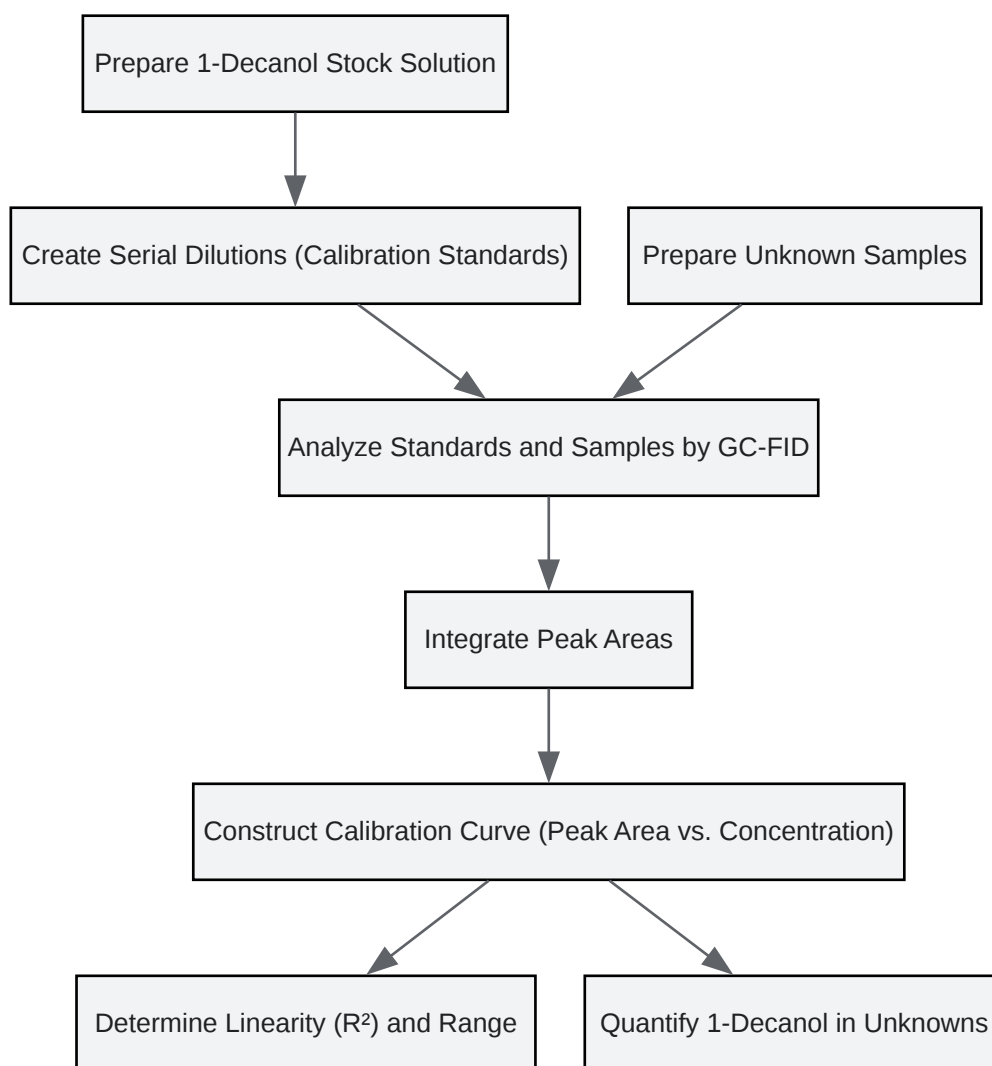 Prepare 1-Decanol Stock Solution
Create Serial Dilutions (Calibration Standards)
Prepare Unknown Samples
Analyze Standards and Samples by GC-FID
Integrate Peak Areas
Construct Calibration Curve (Peak Area vs. Concentration)
Determine Linearity (R²) and Range
Quantify 1-Decanol in Unknowns